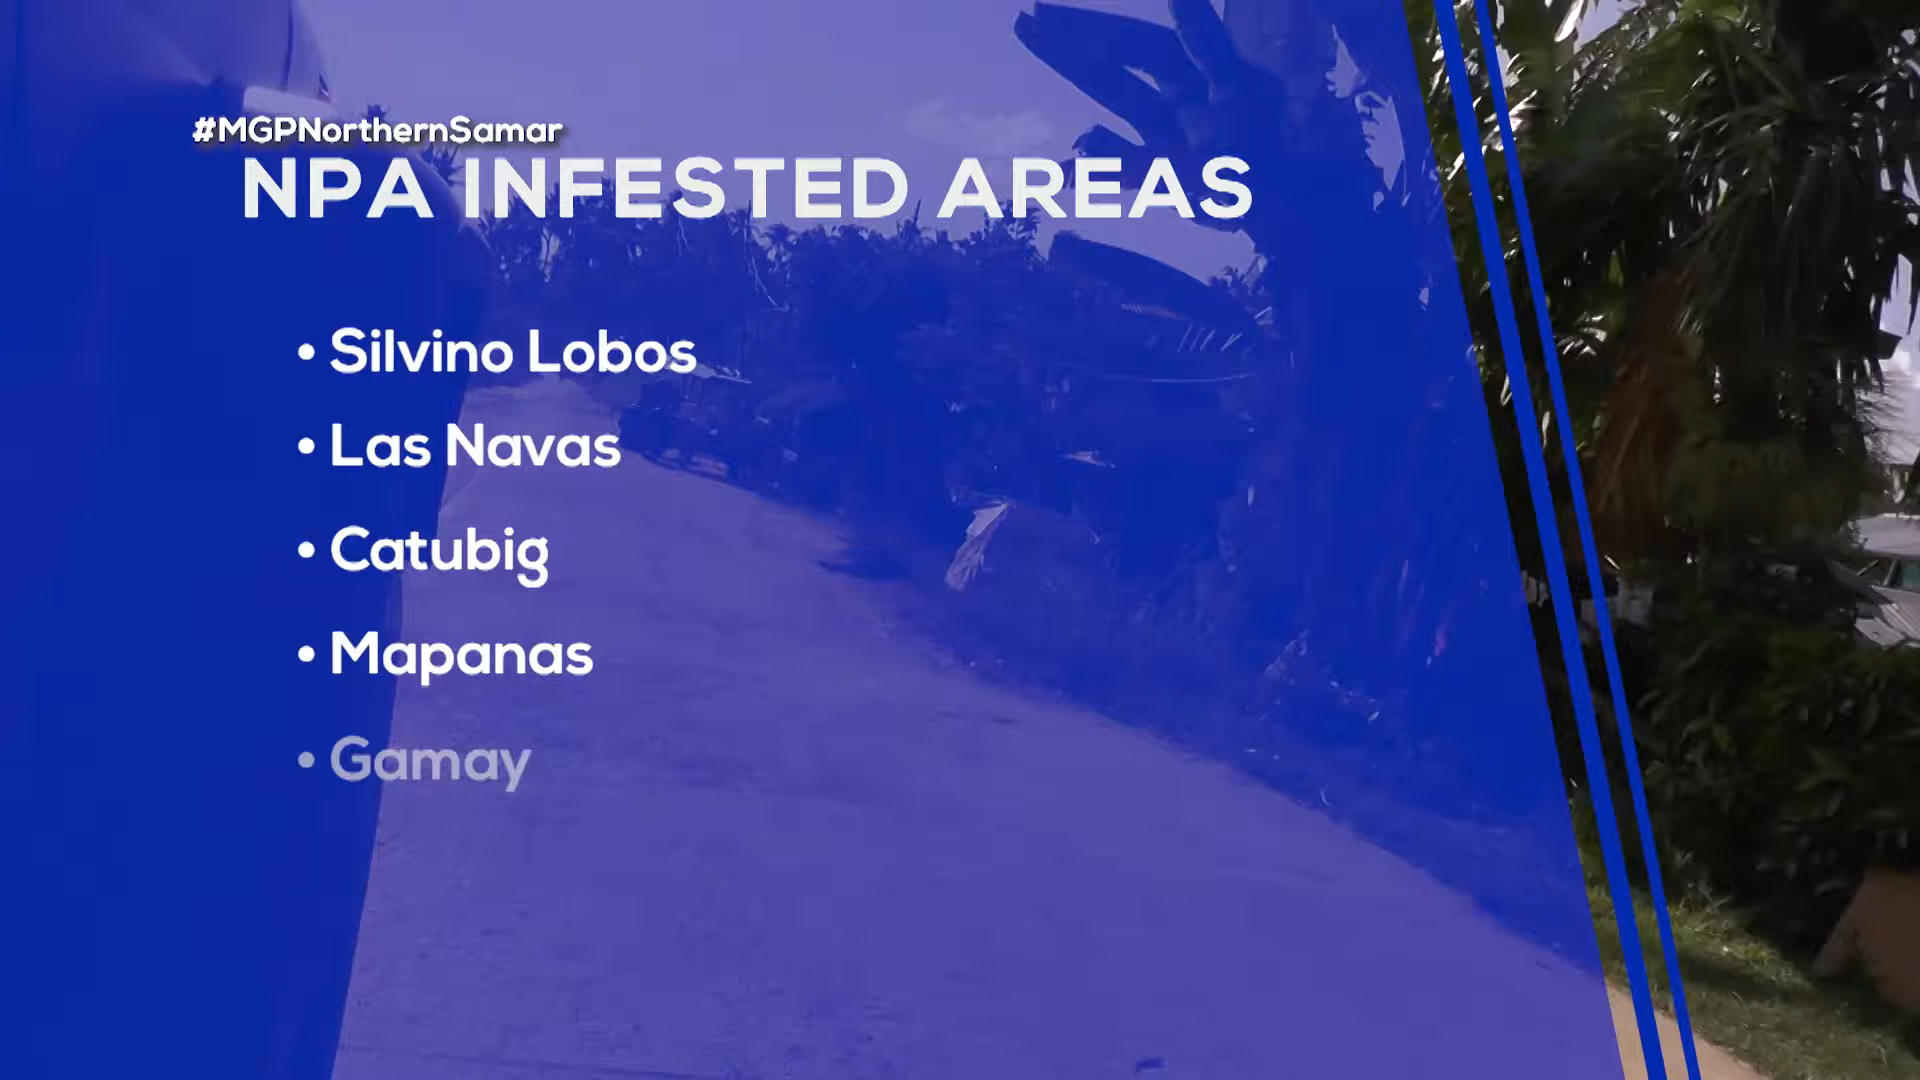 #MGPNorthernSamar
NPA INFESTED AREAS
• Silvino Lobos
• Las Navas
• Catubig
• Mapanas
• Gamay